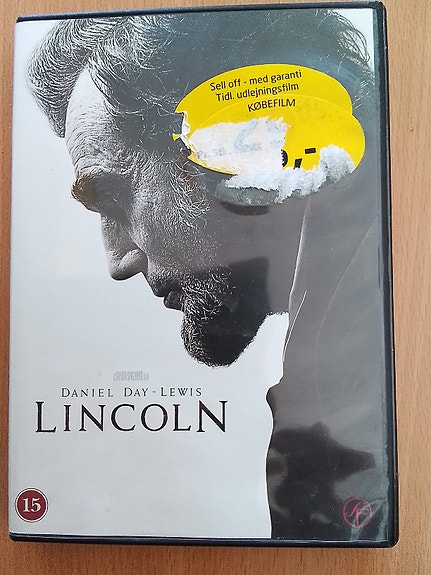 Sell off - med garanti
Tidl. udlejningsfilm
KØBEFILM
,-
DANIEL DAY-LEWIS
LINCOLN
15